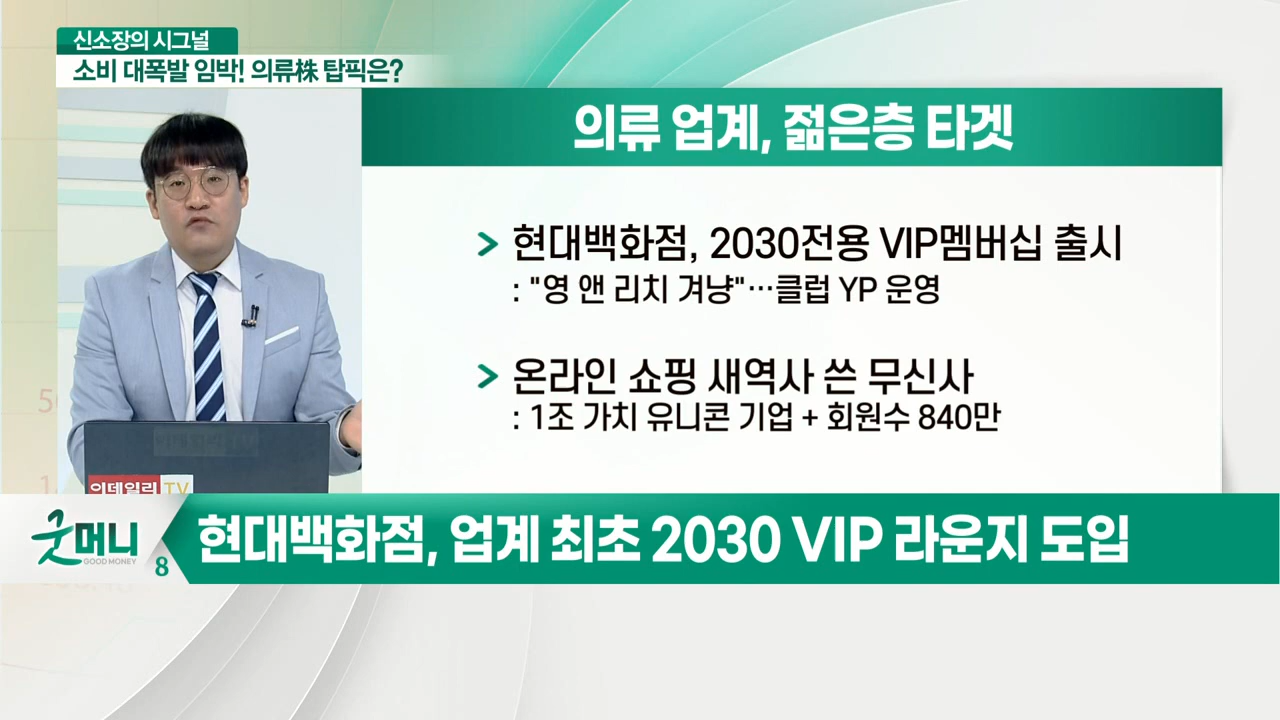 신소장의 시그널
소비 대폭발 임박! 의류株 탑픽은?
의류 업계, 젊은층 타겟
현대백화점, 2030전용 VIP멤버십 출시
: "영 앤 리치 겨냥"…클럽 YP 운영
온라인 쇼핑 새역사 쓴 무신사
: 1조 가치 유니콘 기업 + 회원수 840만
이데일리 TV
굿머니
GOOD MONEY
8
현대백화점, 업계 최초 2030 VIP 라운지 도입